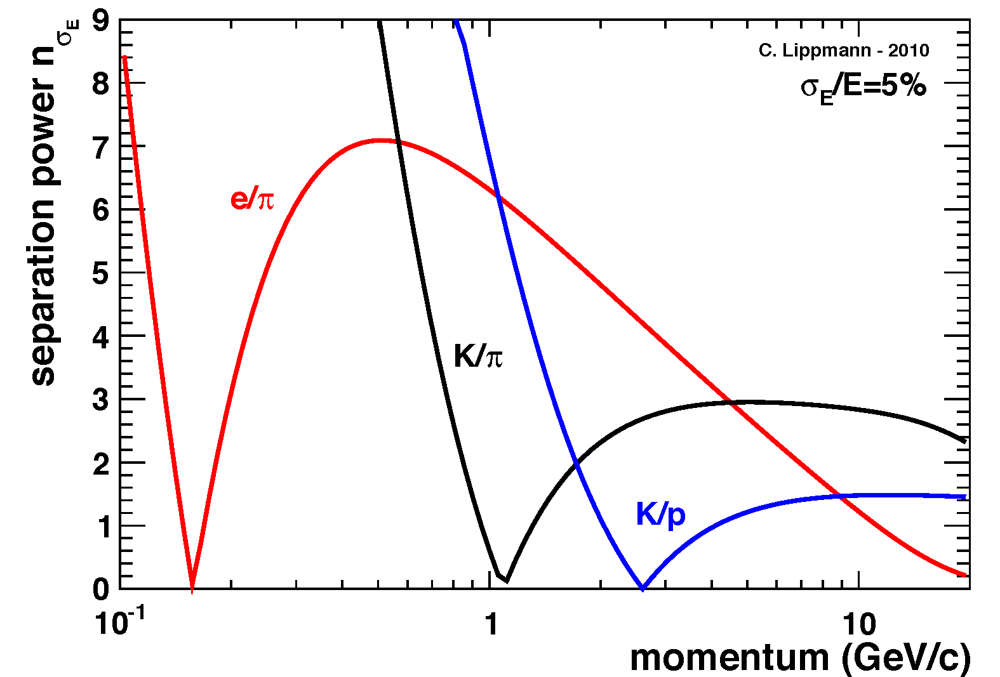 separation power nσE
9
8
7
6
5
4
3
2
1
0
C. Lippmann - 2010
σE/E=5%
e/π
K/π
K/p
10-1
1
10
momentum (GeV/c)